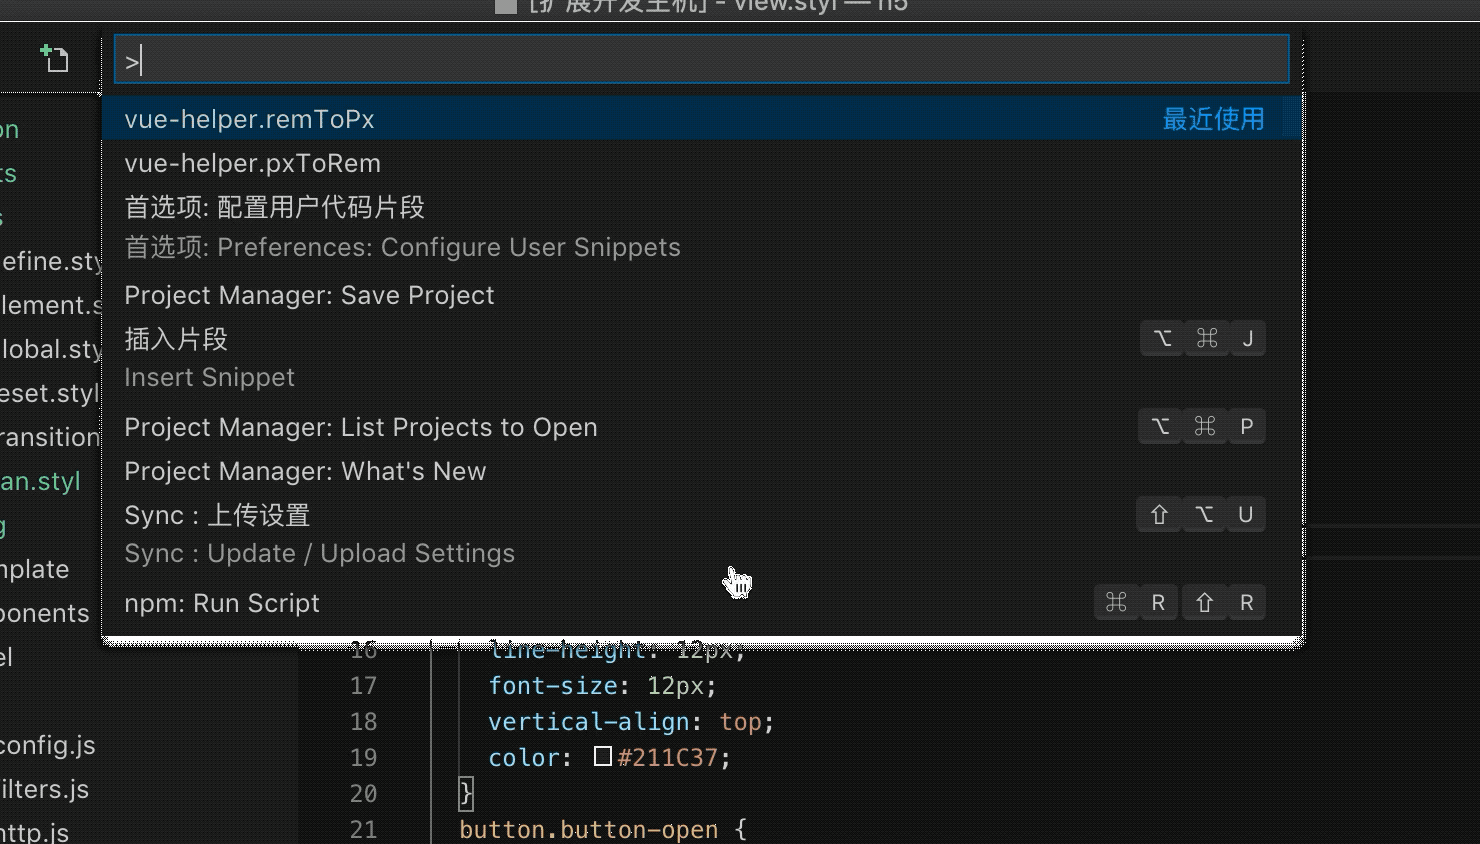 [扩展开发主机] - view.styl — h5
>
vue-helper.remToPx 最近使用
vue-helper.pxToRem
首选项: 配置用户代码片段
首选项: Preferences: Configure User Snippets
Project Manager: Save Project
插入片段 ⌥ ⌘ J
Insert Snippet
Project Manager: List Projects to Open ⌥ ⌘ P
Project Manager: What's New
Sync : 上传设置 ⇧ ⌥ U
Sync : Update / Upload Settings
npm: Run Script ⌘ R ⇧ R
on
ts
s
efine.sty
lement.s
lobal.sty
eset.styl
ransition
an.styl
g
nplate
ponents
el
config.js
ilters.js
http.js
16 line-height: 12px;
17 font-size: 12px;
18 vertical-align: top;
19 color: #211C37;
20 }
21 button.button-open {